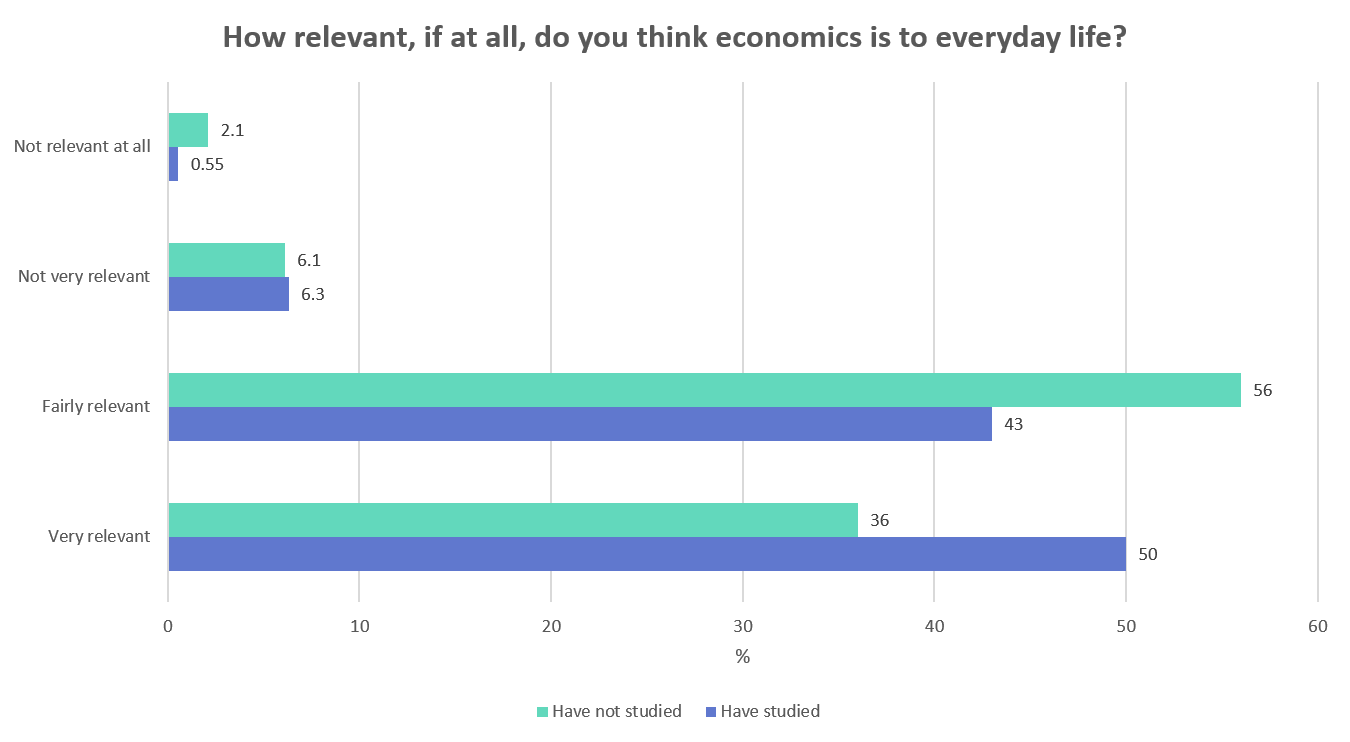 How relevant, if at all, do you think economics is to everyday life?
Not relevant at all
2.1
0.55
Not very relevant
6.1
6.3
Fairly relevant
56
43
Very relevant
36
50
0 10 20 30 40 50 60
%
Have not studied Have studied